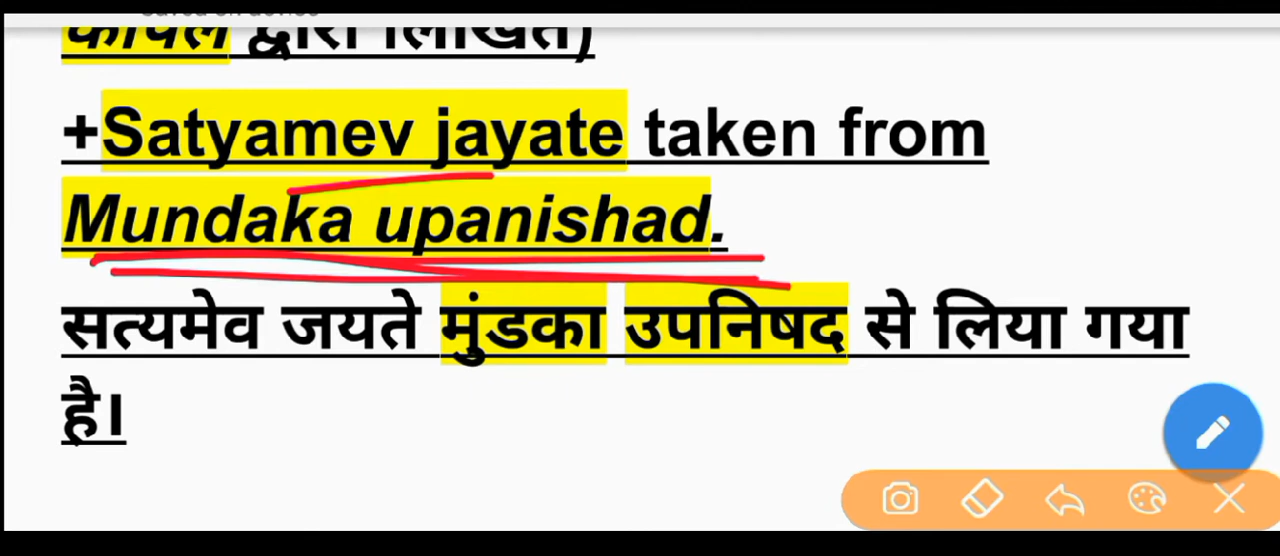 द्वारा लिखित)
+Satyamev jayate taken from
Mundaka upanishad.
सत्यमेव जयते मुंडका उपनिषद से लिया गया
है।